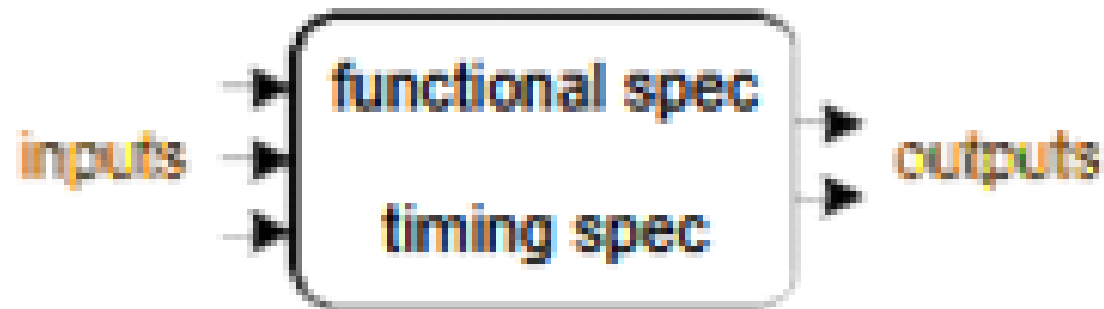 functional spec
inputs
outputs
timing spec